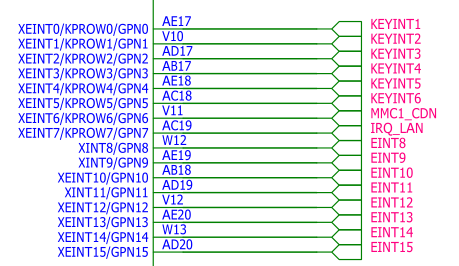 XEINT0/KPROW0/GPN0 AE17 KEYINT1
XEINT1/KPROW1/GPN1 V10 KEYINT2
XEINT2/KPROW2/GPN2 AD17 KEYINT3
XEINT3/KPROW3/GPN3 AB17 KEYINT4
XEINT4/KPROW4/GPN4 AE18 KEYINT5
XEINT5/KPROW5/GPN5 AC18 KEYINT6
XEINT6/KPROW6/GPN6 V11 MMC1_CDN
XEINT7/KPROW7/GPN7 AC19 IRQ_LAN
XINT8/GPN8 W12 EINT8
XINT9/GPN9 AE19 EINT9
XEINT10/GPN10 AB18 EINT10
XINT11/GPN11 AD19 EINT11
XEINT12/GPN12 V12 EINT12
XEINT13/GPN13 AE20 EINT13
XEINT14/GPN14 W13 EINT14
XEINT15/GPN15 AD20 EINT15